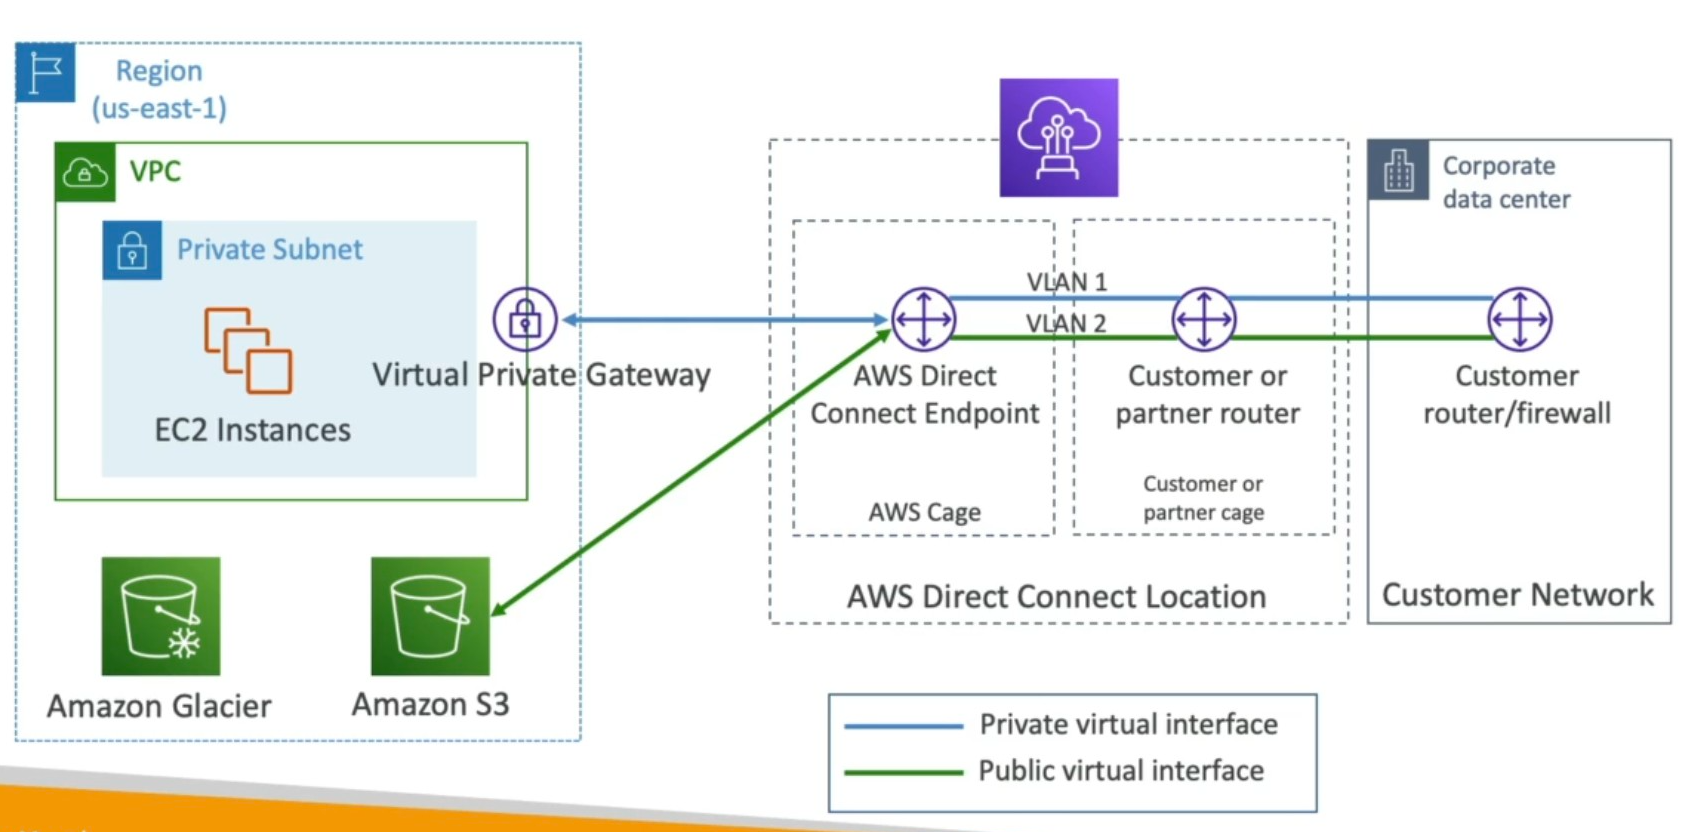 Region
(us-east-1)
VPC
Private Subnet
EC2 Instances
Virtual Private Gateway
Amazon Glacier
Amazon S3
VLAN 1
VLAN 2
AWS Direct
Connect Endpoint
AWS Cage
Customer or
partner router
Customer or
partner cage
AWS Direct Connect Location
Corporate
data center
Customer
router/firewall
Customer Network
Private virtual interface
Public virtual interface